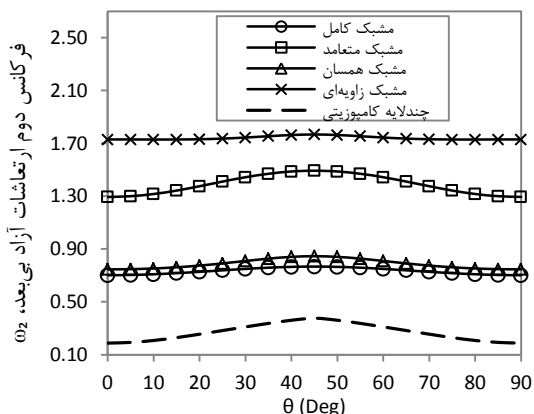 مشبک کامل
مشبک متعامد
مشبک همسان
مشبک زاویه‌ای
چندلایه کامپوزیتی
فرکانس دوم ارتعاشات آزاد بی‌بعد، ω₂
2.50
2.10
1.70
1.30
0.90
0.50
0.10
0 10 20 30 40 50 60 70 80 90
θ (Deg)